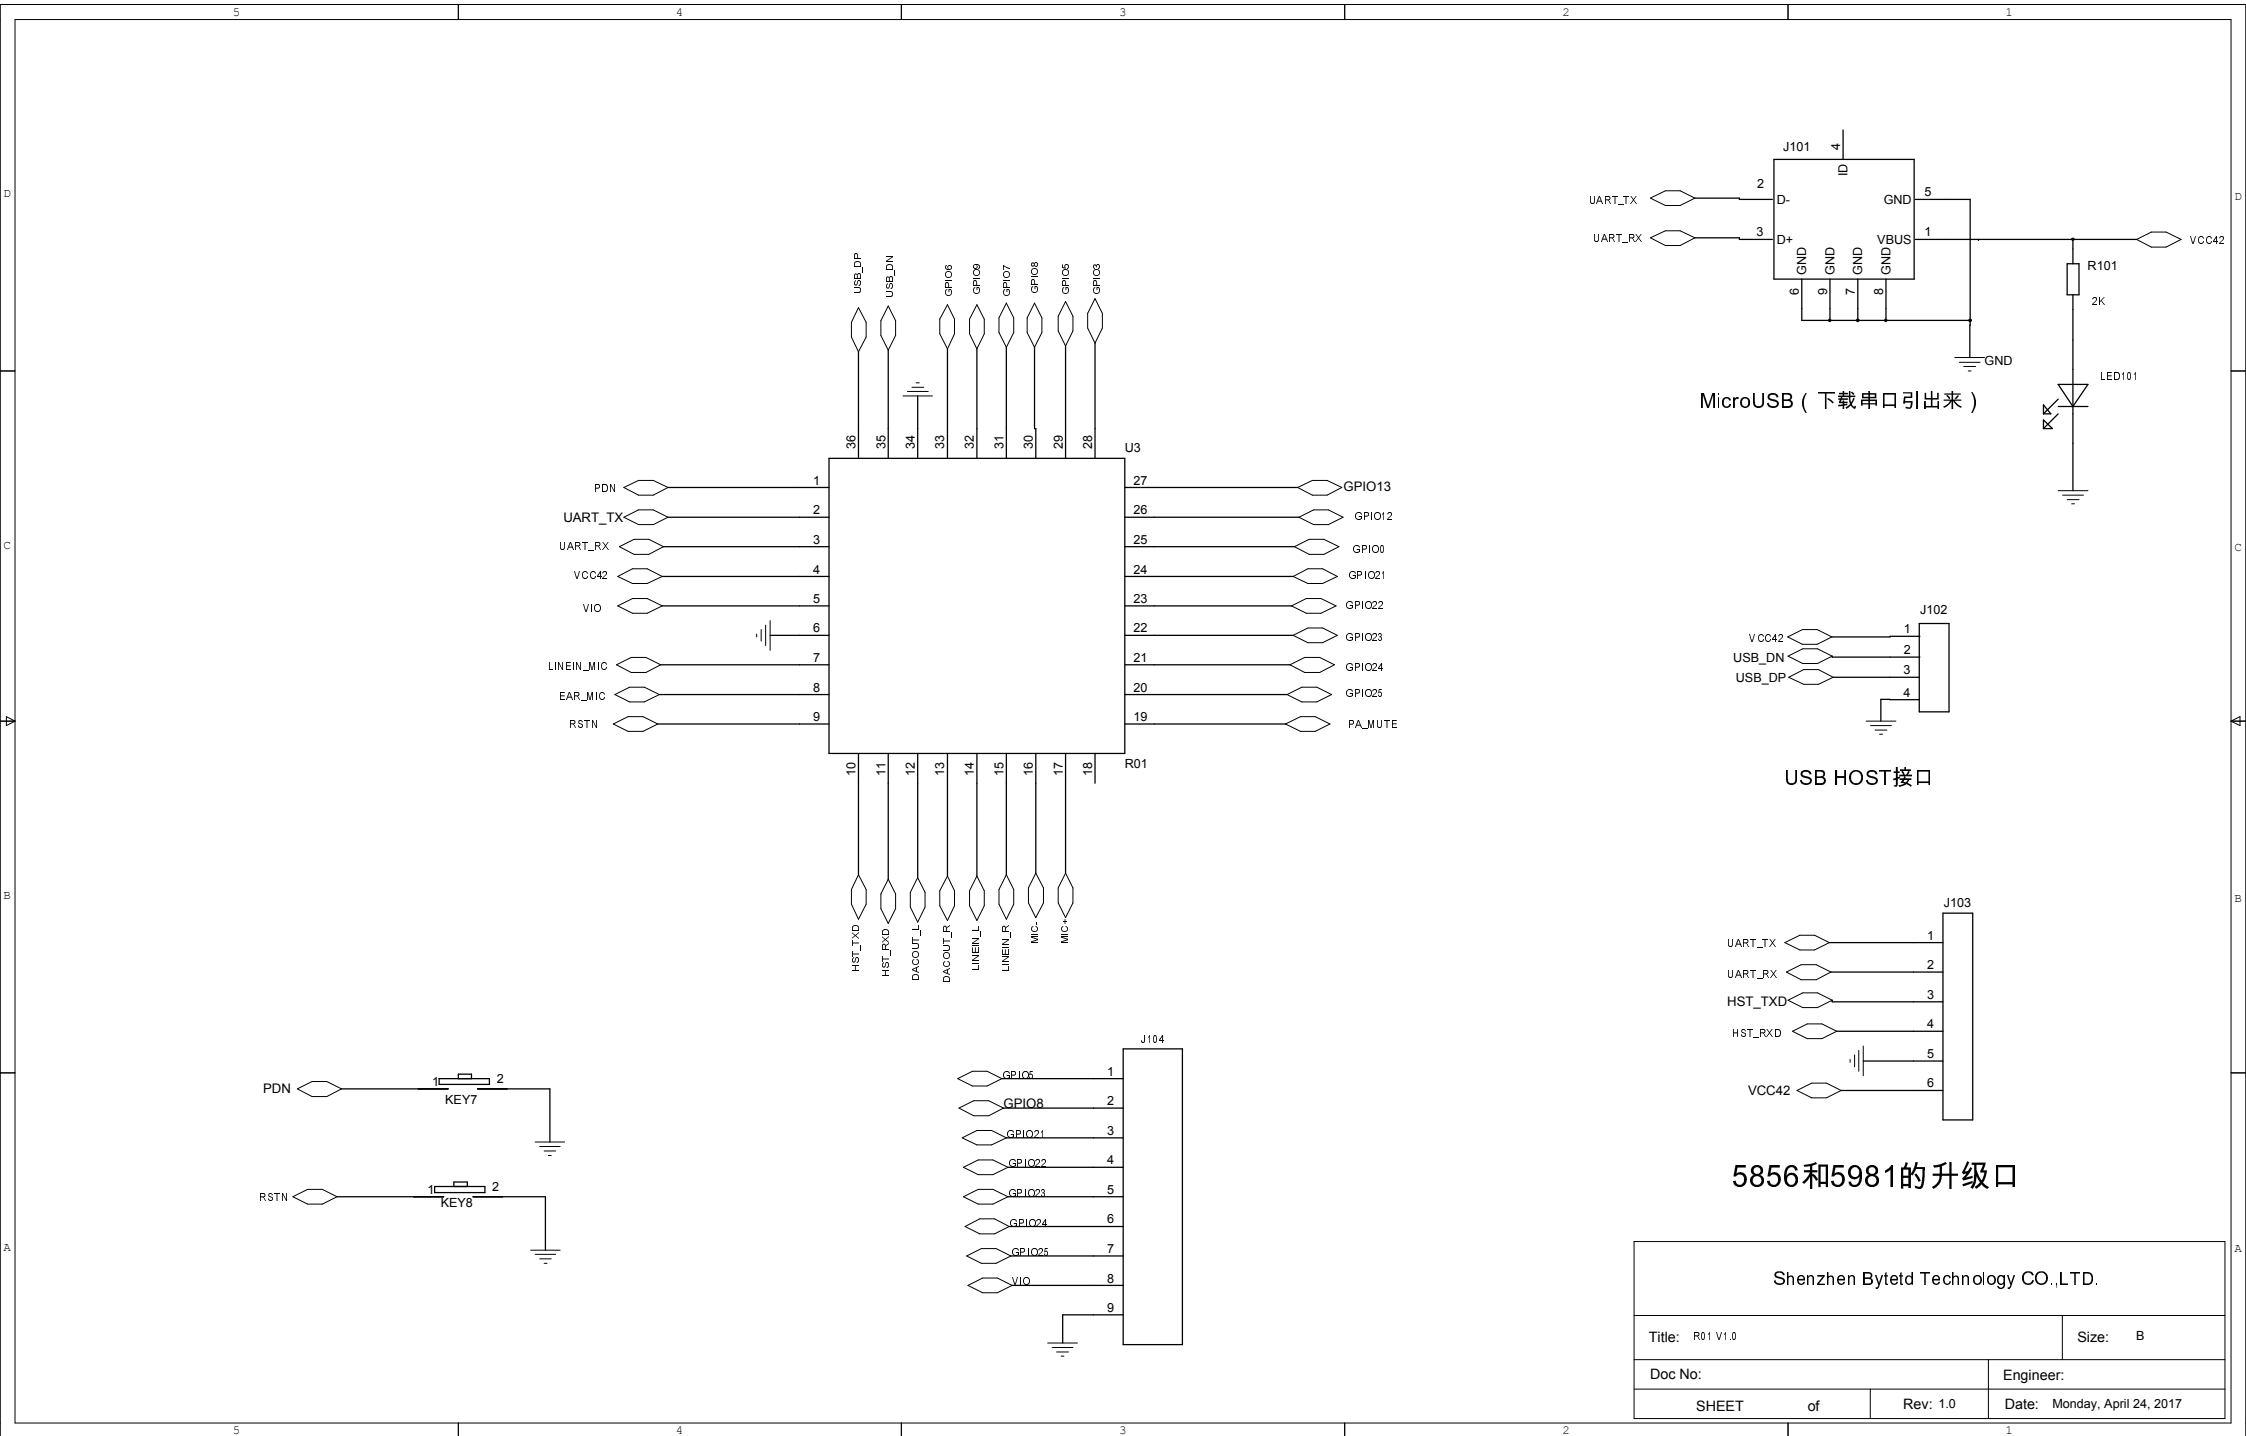 5 4 3 2 1
D
C
B
A
D
C
B
A
USB_DP
USB_DN
GPIO6
GPIO9
GPIO7
GPIO8
GPIO5
GPIO3
36 35 34 33 32 31 30 29 28
U3
PDN 1
UART_TX 2
UART_RX 3
VCC42 4
VIO 5
6
LINEIN_MIC 7
EAR_MIC 8
RSTN 9
27 GPIO13
26 GPIO12
25 GPIO0
24 GPIO21
23 GPIO22
22 GPIO23
21 GPIO24
20 GPIO25
19 PA_MUTE
R01
10 11 12 13 14 15 16 17 18
HST_TXD
HST_RXD
DACOUT_L
DACOUT_R
LINEIN_L
LINEIN_R
MIC-
MIC+
J101
4
ID
UART_TX 2 D-
UART_RX 3 D+
GND 5
VBUS 1
VCC42
GND GND GND GND
6 9 7 8
GND
R101
2K
LED101
MicroUSB（下载串口引出来）
J102
VCC42 1
USB_DN 2
USB_DP 3
4
USB HOST接口
J103
UART_TX 1
UART_RX 2
HST_TXD 3
HST_RXD 4
5
VCC42 6
5856和5981的升级口
PDN 1 2
KEY7
RSTN 1 2
KEY8
J104
GPIO5 1
GPIO8 2
GPIO21 3
GPIO22 4
GPIO23 5
GPIO24 6
GPIO25 7
VIO 8
9
Shenzhen Bytetd Technology CO.,LTD.
Title: R01 V1.0 Size: B
Doc No: Engineer:
SHEET of Rev: 1.0 Date: Monday, April 24, 2017
5 4 3 2 1